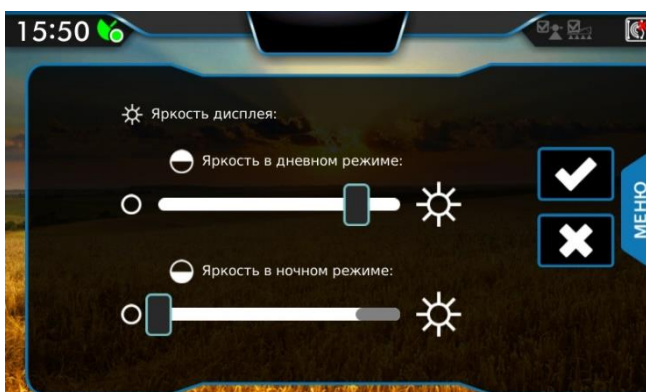 15:50
Яркость дисплея:
Яркость в дневном режиме:
МЕНЮ
Яркость в ночном режиме: